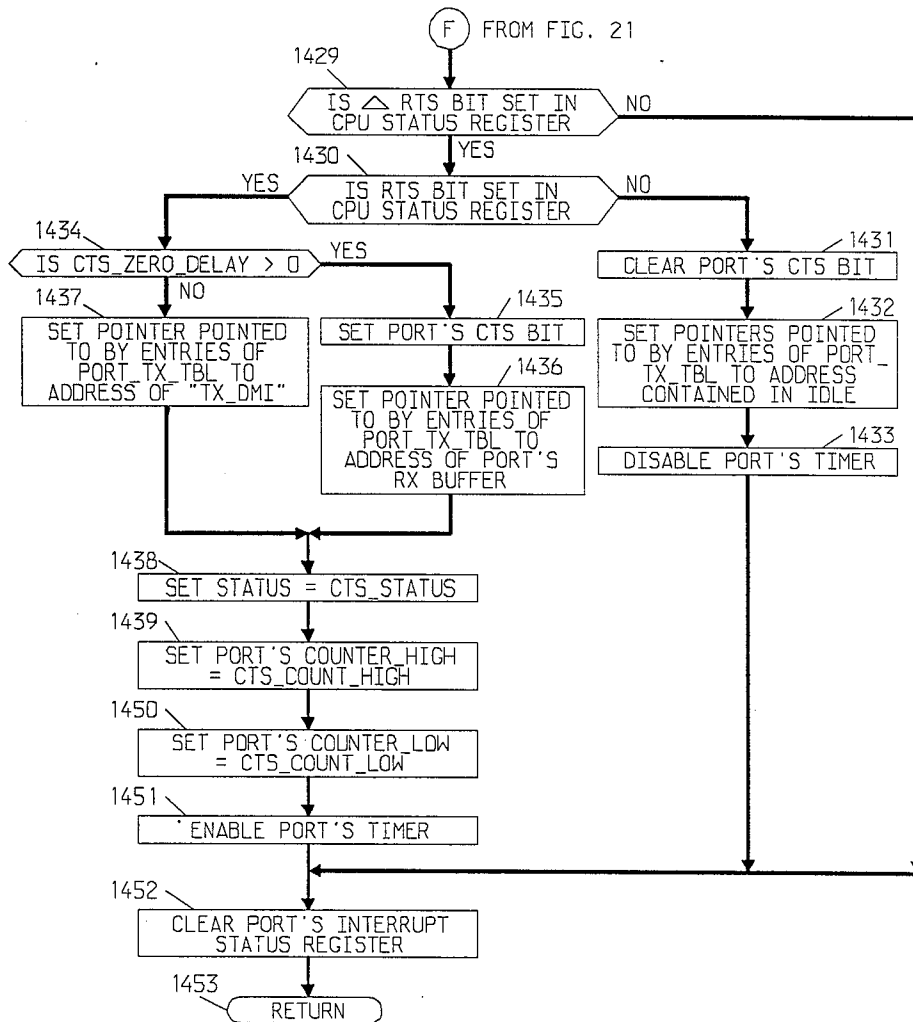 F FROM FIG. 21
1429
IS △ RTS BIT SET IN
CPU STATUS REGISTER
NO
YES
1430
IS RTS BIT SET IN
CPU STATUS REGISTER
YES
NO
1434
IS CTS_ZERO_DELAY > 0
YES
NO
1431
CLEAR PORT'S CTS BIT
1437
SET POINTER POINTED
TO BY ENTRIES OF
PORT_TX_TBL TO
ADDRESS OF "TX_DMI"
1435
SET PORT'S CTS BIT
1432
SET POINTERS POINTED
TO BY ENTRIES OF PORT_
TX_TBL TO ADDRESS
CONTAINED IN IDLE
1436
SET POINTER POINTED
TO BY ENTRIES OF
PORT_TX_TBL TO
ADDRESS OF PORT'S
RX BUFFER
1433
DISABLE PORT'S TIMER
1438
SET STATUS = CTS_STATUS
1439
SET PORT'S COUNTER_HIGH
= CTS_COUNT_HIGH
1450
SET PORT'S COUNTER_LOW
= CTS_COUNT_LOW
1451
ENABLE PORT'S TIMER
1452
CLEAR PORT'S INTERRUPT
STATUS REGISTER
1453
RETURN